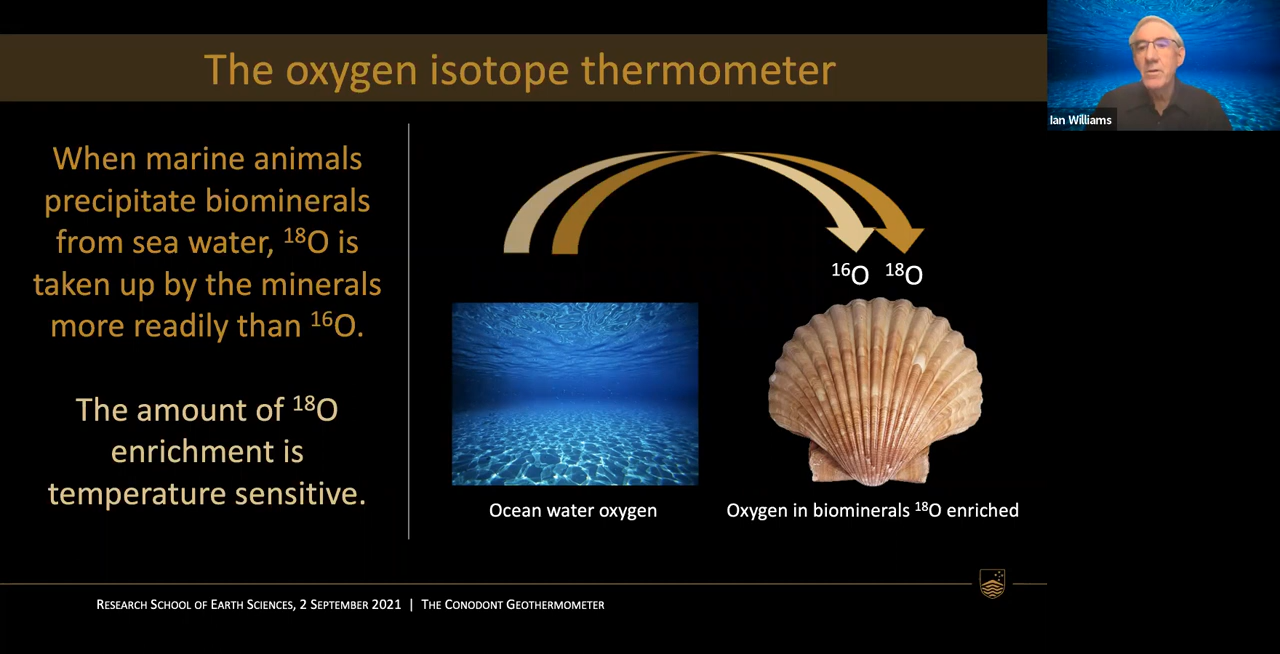 The oxygen isotope thermometer
Ian Williams
When marine animals
precipitate biominerals
from sea water, ¹⁸O is
taken up by the minerals
more readily than ¹⁶O.
The amount of ¹⁸O
enrichment is
temperature sensitive.
¹⁶O ¹⁸O
Ocean water oxygen
Oxygen in biominerals ¹⁸O enriched
Research School of Earth Sciences, 2 September 2021 | The Conodont Geothermometer